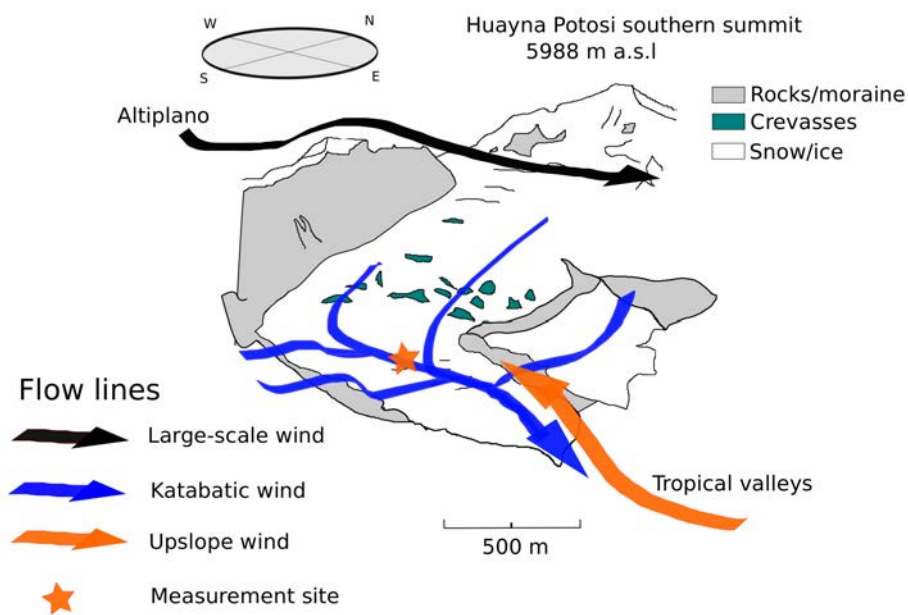 W
N
S
E
Huayna Potosi southern summit
5988 m a.s.l
Altiplano
Rocks/moraine
Crevasses
Snow/ice
Flow lines
Large-scale wind
Katabatic wind
Upslope wind
Measurement site
Tropical valleys
500 m